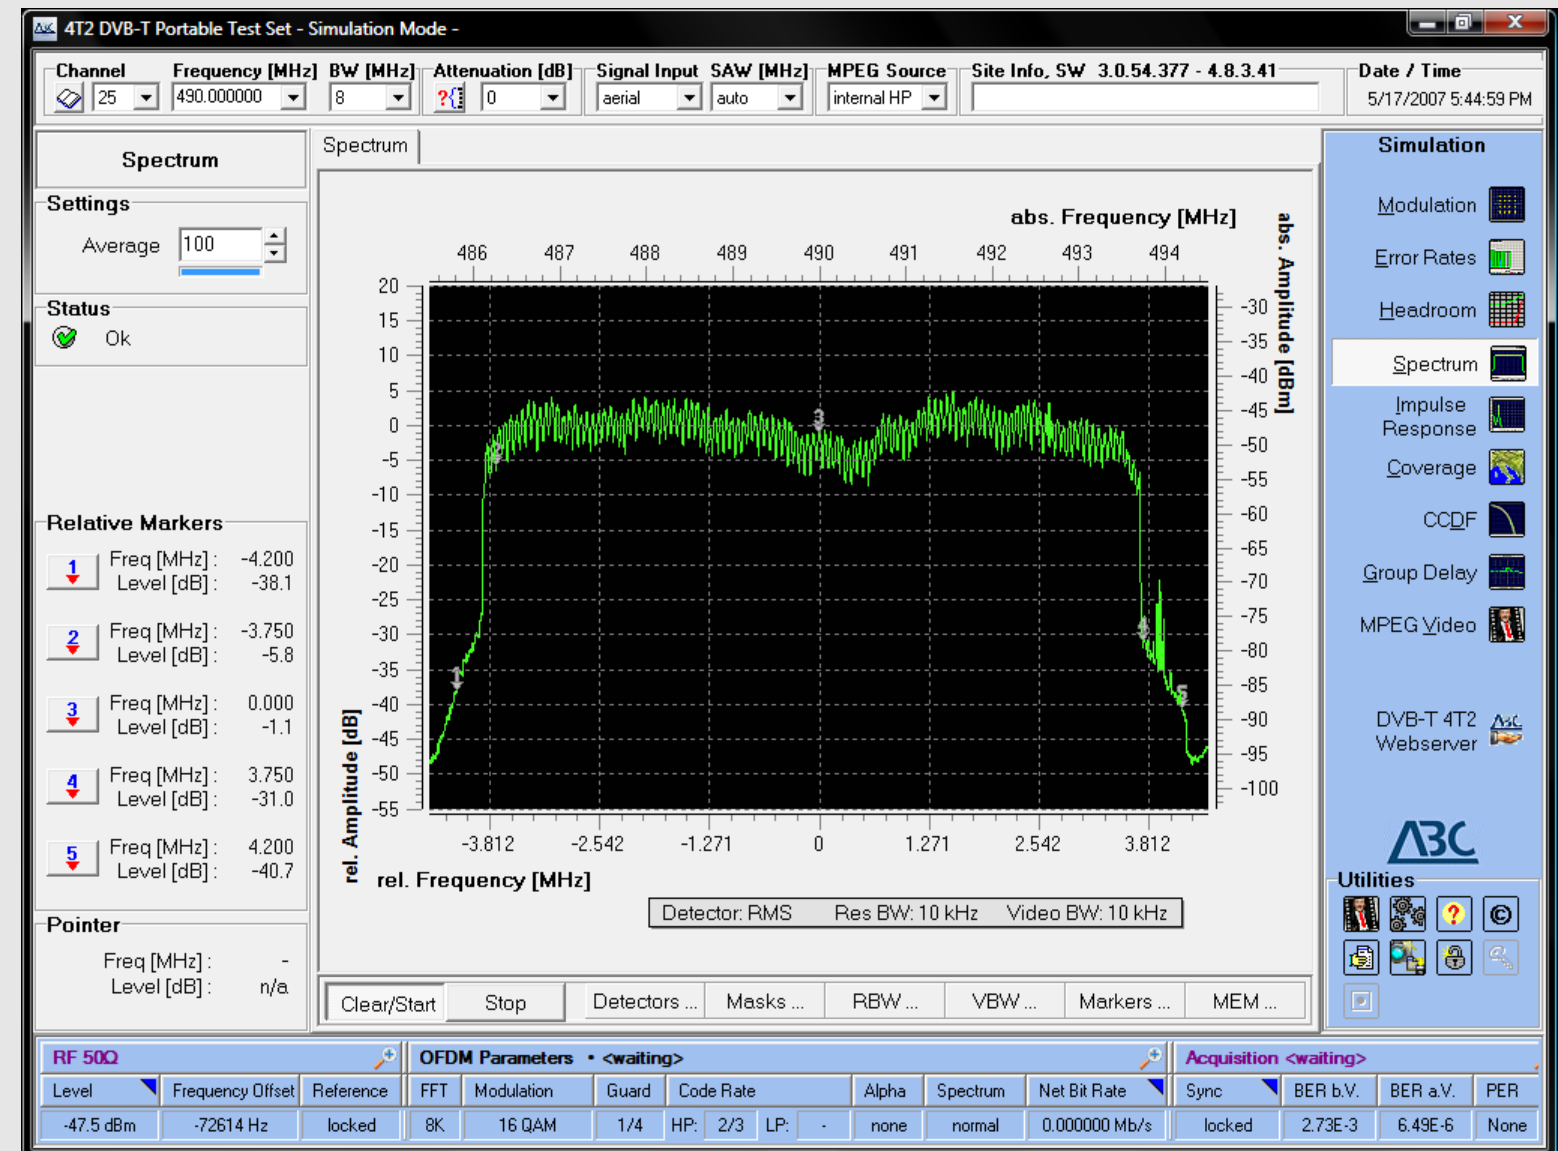 4T2 DVB-T Portable Test Set - Simulation Mode -
Channel Frequency [MHz] BW [MHz] Attenuation [dB] Signal Input SAW [MHz] MPEG Source Site Info, SW 3.0.54.377 - 4.8.3.41 Date / Time
25 490.000000 8 ?{ 0 aerial auto internal HP 5/17/2007 5:44:59 PM
Spectrum
Settings
Average 100
Status
Ok
Relative Markers
1 Freq [MHz] : -4.200
Level [dB] : -38.1
2 Freq [MHz] : -3.750
Level [dB] : -5.8
3 Freq [MHz] : 0.000
Level [dB] : -1.1
4 Freq [MHz] : 3.750
Level [dB] : -31.0
5 Freq [MHz] : 4.200
Level [dB] : -40.7
Pointer
Freq [MHz] : -
Level [dB] : n/a
Spectrum
abs. Frequency [MHz]
486 487 488 489 490 491 492 493 494
abs. Amplitude [dBm]
20
15
10
5
0
-5
-10
-15
-20
-25
-30
-35
-40
-45
-50
-55
-30
-35
-40
-45
-50
-55
-60
-65
-70
-75
-80
-85
-90
-95
-100
1
2
3
4
5
rel. Amplitude [dB]
-3.812 -2.542 -1.271 0 1.271 2.542 3.812
rel. Frequency [MHz]
Detector: RMS Res BW: 10 kHz Video BW: 10 kHz
Clear/Start Stop Detectors ... Masks ... RBW ... VBW ... Markers ... MEM ...
Simulation
Modulation
Error Rates
Headroom
Spectrum
Impulse
Response
Coverage
CCDF
Group Delay
MPEG Video
DVB-T 4T2
Webserver
ABC
ABC
Utilities
?
©
RF 50Ω OFDM Parameters • <waiting> Acquisition <waiting>
Level Frequency Offset Reference FFT Modulation Guard Code Rate Alpha Spectrum Net Bit Rate Sync BER b.V. BER a.V. PER
-47.5 dBm -72614 Hz locked 8K 16 QAM 1/4 HP: 2/3 LP: - none normal 0.000000 Mb/s locked 2.73E-3 6.49E-6 None